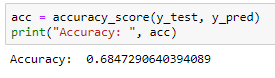 acc = accuracy_score(y_test, y_pred)
print("Accuracy: ", acc)
Accuracy:  0.6847290640394089